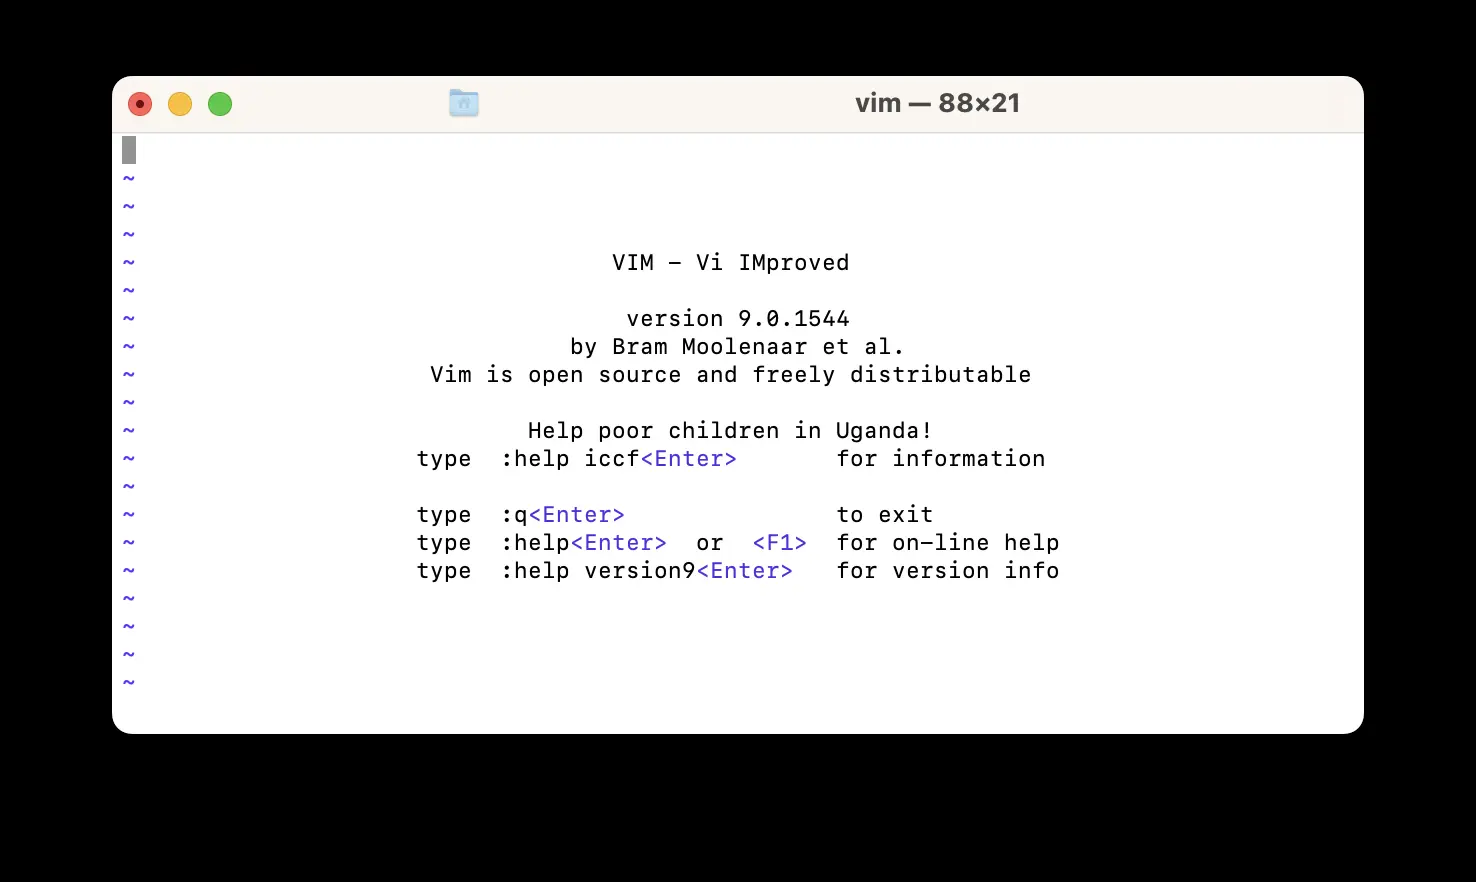 vim — 88×21
~
~
~
~ VIM - Vi IMproved
~
~ version 9.0.1544
~ by Bram Moolenaar et al.
~ Vim is open source and freely distributable
~
~ Help poor children in Uganda!
~ type  :help iccf<Enter>       for information
~
~ type  :q<Enter>               to exit
~ type  :help<Enter>  or  <F1>  for on-line help
~ type  :help version9<Enter>   for version info
~
~
~
~